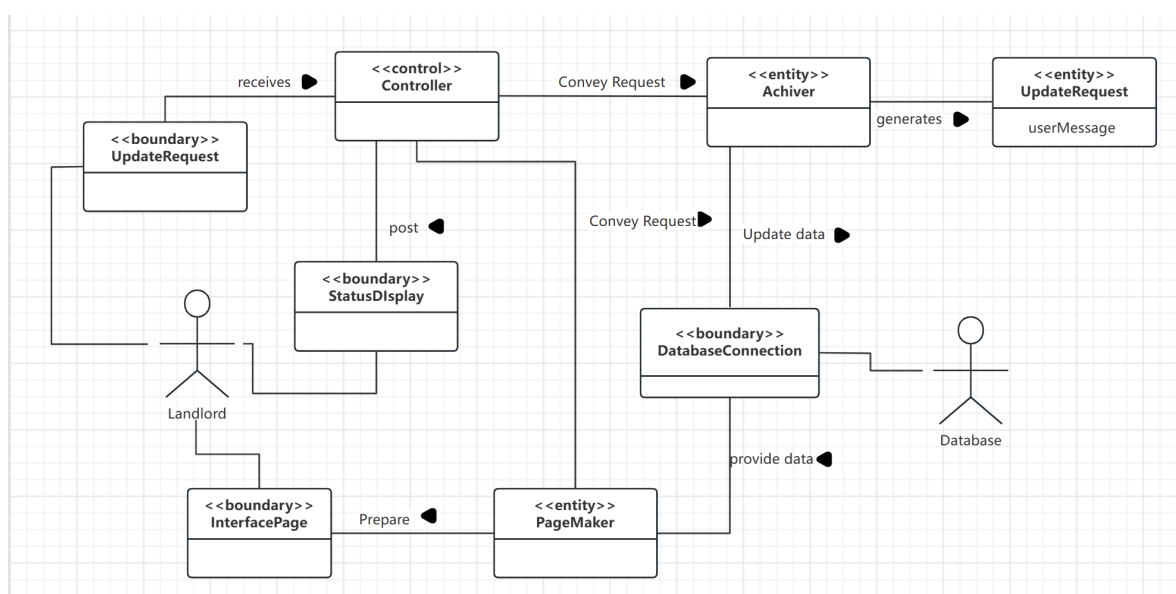 receives
<<control>>
Controller
Convey Request
<<entity>>
Achiver
generates
<<entity>>
UpdateRequest
userMessage
<<boundary>>
UpdateRequest
post
Convey Request
Update data
<<boundary>>
StatusDIsplay
<<boundary>>
DatabaseConnection
Landlord
Database
provide data
<<boundary>>
InterfacePage
Prepare
<<entity>>
PageMaker